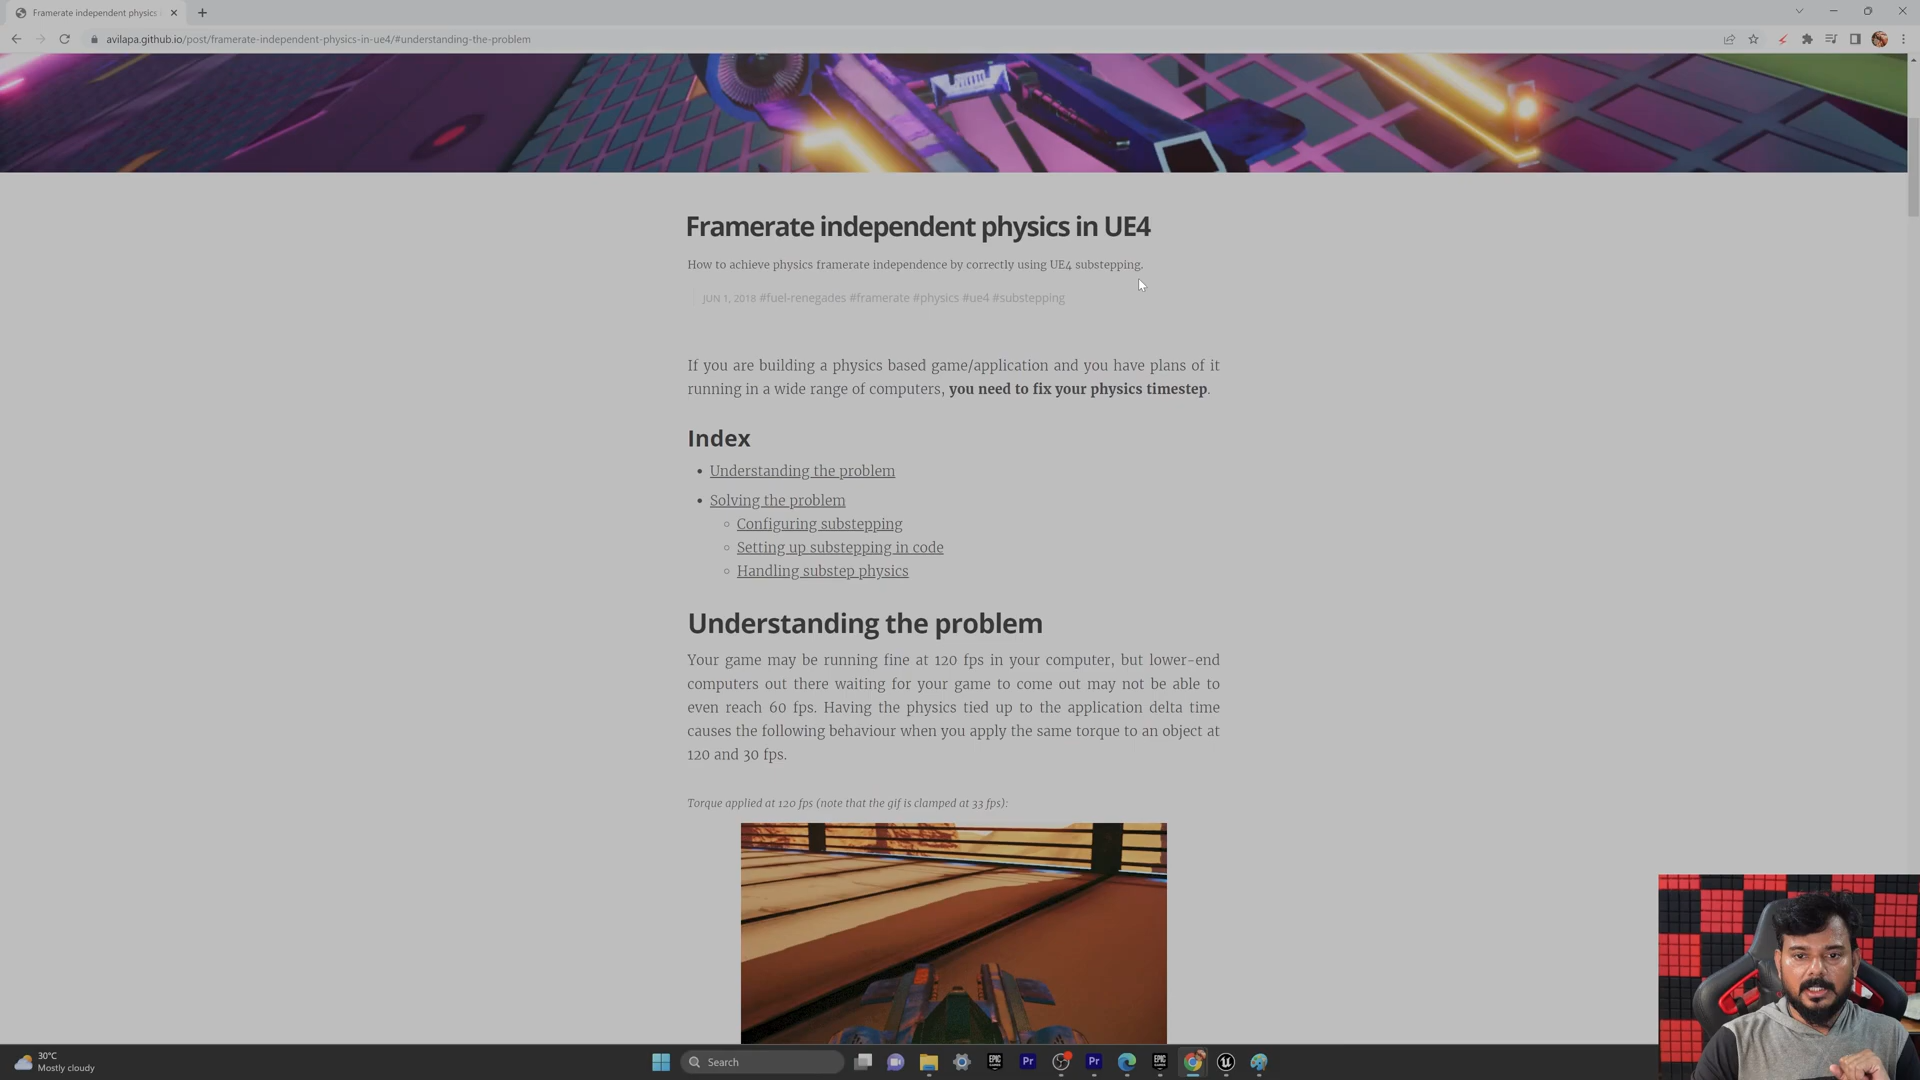 Framerate independent physics
avilapa.github.io/post/framerate-independent-physics-in-ue4/#understanding-the-problem
Framerate independent physics in UE4
How to achieve physics framerate independence by correctly using UE4 substepping.
JUN 1, 2018 #fuel-renegades #framerate #physics #ue4 #substepping
If you are building a physics based game/application and you have plans of it
running in a wide range of computers, you need to fix your physics timestep.
Index
• Understanding the problem
• Solving the problem
◦ Configuring substepping
◦ Setting up substepping in code
◦ Handling substep physics
Understanding the problem
Your game may be running fine at 120 fps in your computer, but lower-end
computers out there waiting for your game to come out may not be able to
even reach 60 fps. Having the physics tied up to the application delta time
causes the following behaviour when you apply the same torque to an object at
120 and 30 fps.
Torque applied at 120 fps (note that the gif is clamped at 33 fps):
30°C
Mostly cloudy
Search
EPIC
Pr
Pr
EPIC